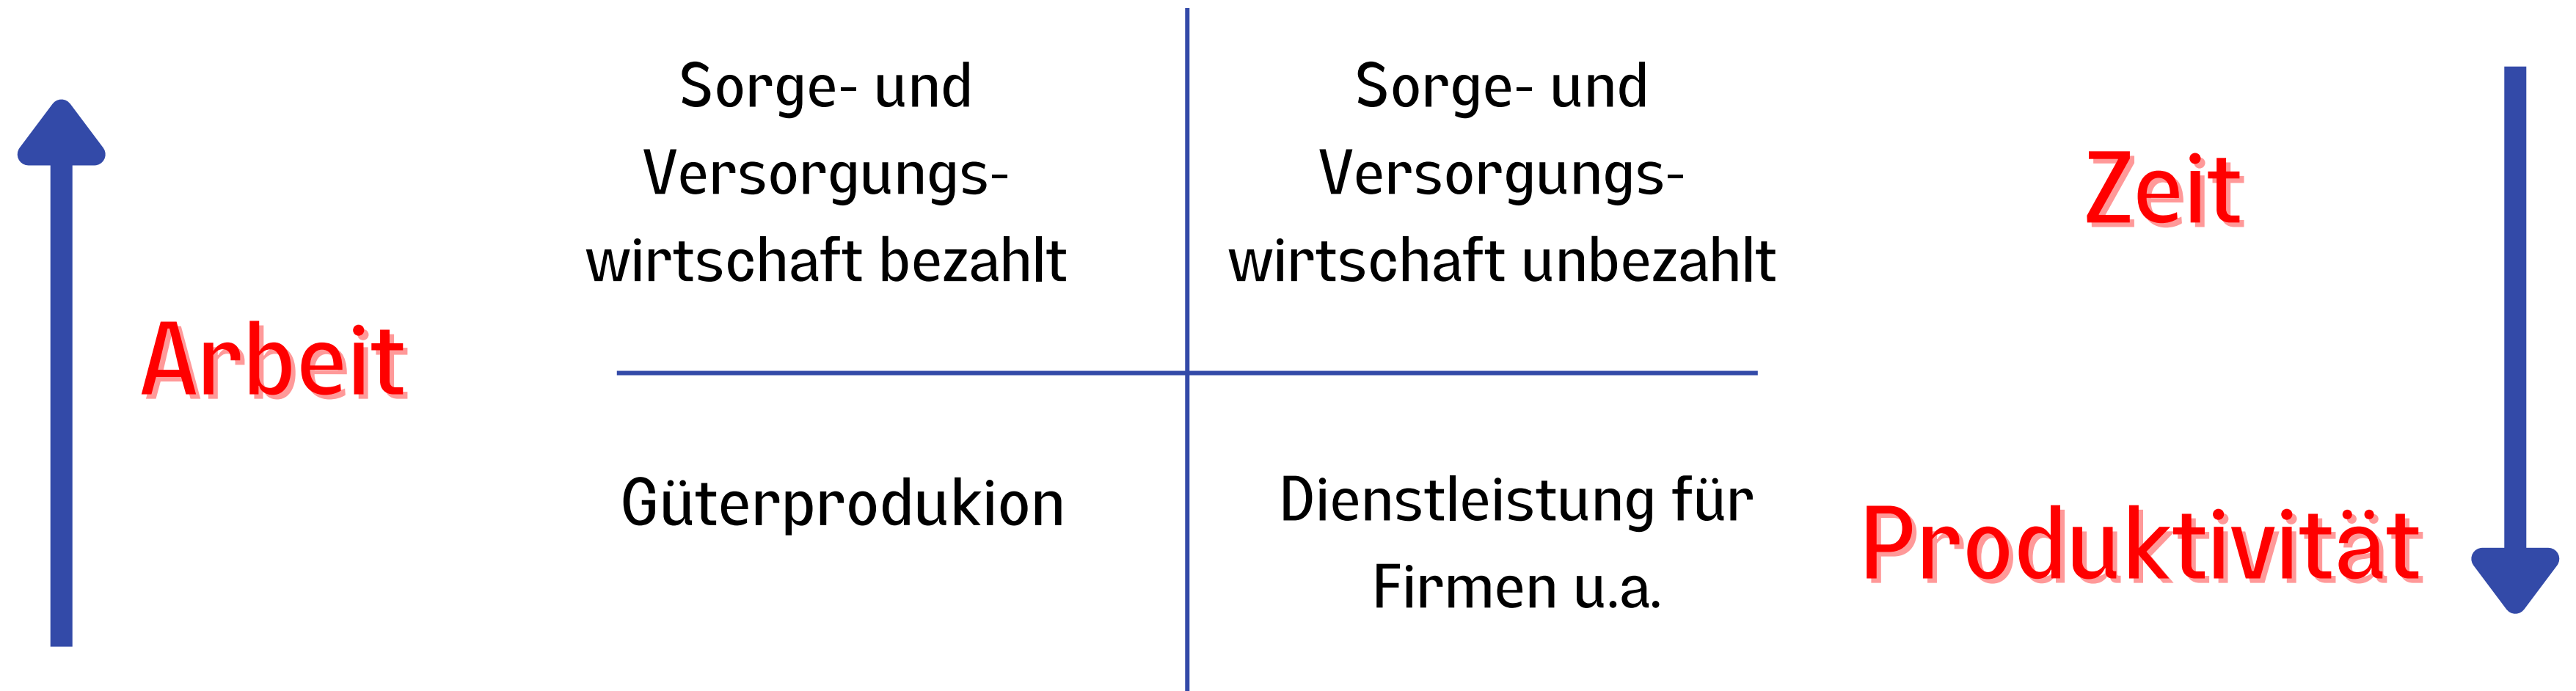 Arbeit
Sorge- und
Versorgungs-
wirtschaft bezahlt
Sorge- und
Versorgungs-
wirtschaft unbezahlt
Güterprodukion
Dienstleistung für
Firmen u.a.
Zeit
Produktivität